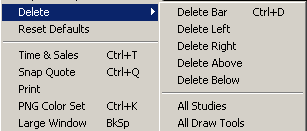 Delete
Reset Defaults
Time & Sales Ctrl+T
Snap Quote Ctrl+Q
Print
PNG Color Set Ctrl+K
Large Window BkSp
Delete Bar Ctrl+D
Delete Left
Delete Right
Delete Above
Delete Below
All Studies
All Draw Tools